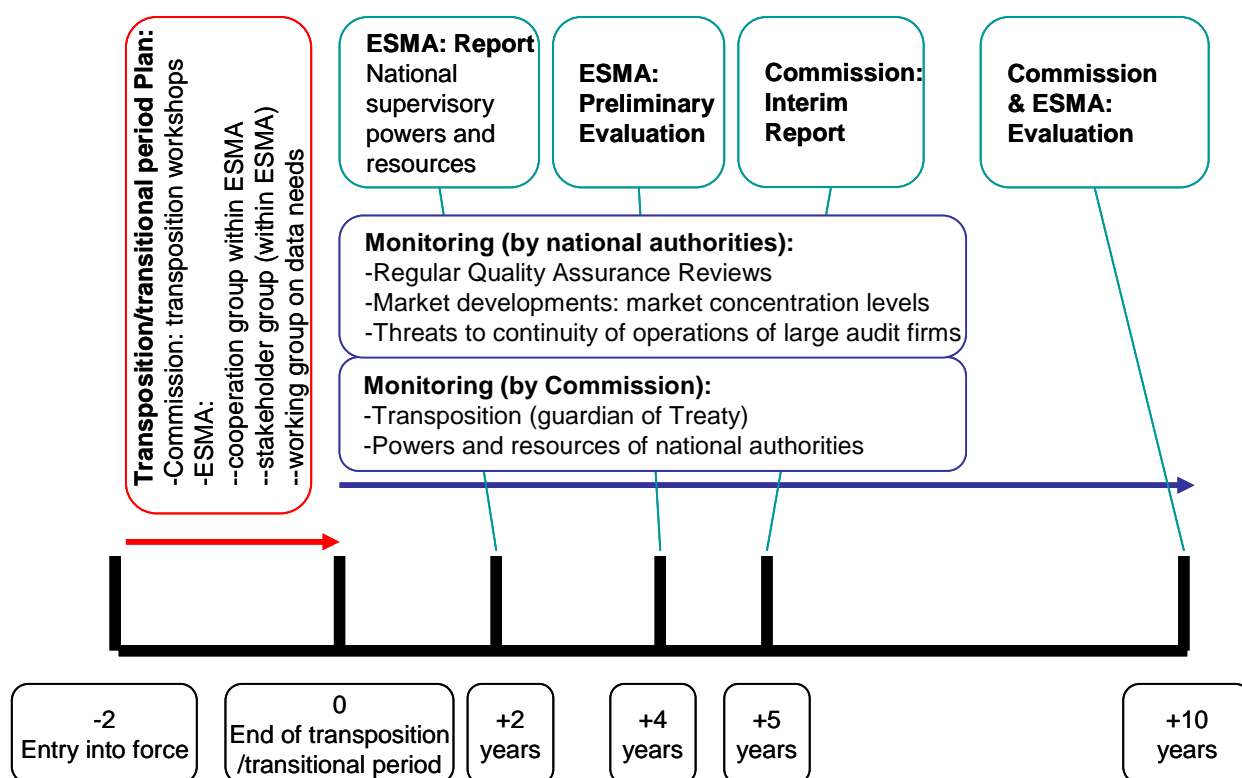 Transposition/transitional period Plan:
-Commission: transposition workshops
-ESMA:
--cooperation group within ESMA
--stakeholder group (within ESMA)
--working group on data needs
ESMA: Report
National
supervisory
powers and
resources
ESMA:
Preliminary
Evaluation
Commission:
Interim
Report
Commission
& ESMA:
Evaluation
Monitoring (by national authorities):
-Regular Quality Assurance Reviews
-Market developments: market concentration levels
-Threats to continuity of operations of large audit firms
Monitoring (by Commission):
-Transposition (guardian of Treaty)
-Powers and resources of national authorities
-2
Entry into force
0
End of transposition
/transitional period
+2
years
+4
years
+5
years
+10
years